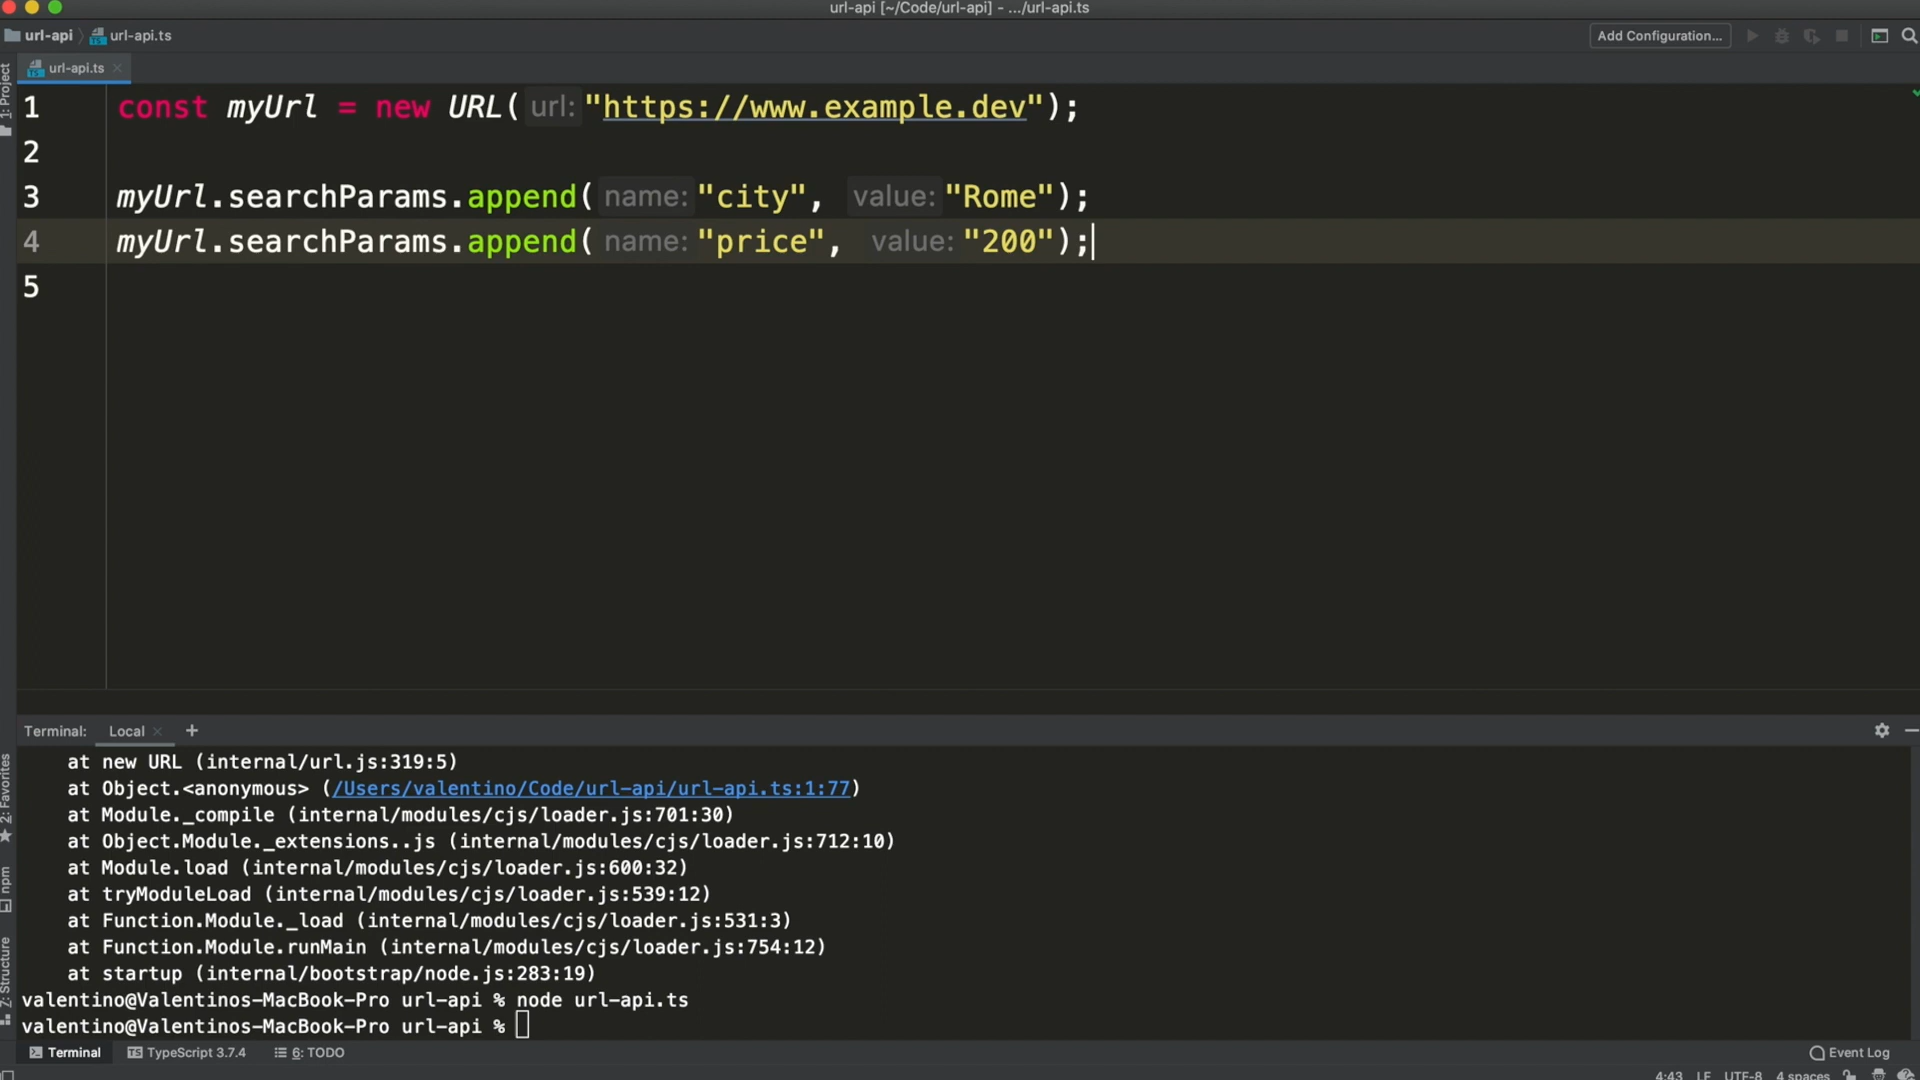 url-api [~/Code/url-api] - .../url-api.ts
url-api
url-api.ts
Add Configuration...
url-api.ts
1: Project
1 const myUrl = new URL( url: "https://www.example.dev");
2
3 myUrl.searchParams.append( name: "city", value: "Rome");
4 myUrl.searchParams.append( name: "price", value: "200");
5
Terminal: Local +
at new URL (internal/url.js:319:5)
at Object.<anonymous> (/Users/valentino/Code/url-api/url-api.ts:1:77)
at Module._compile (internal/modules/cjs/loader.js:701:30)
at Object.Module._extensions..js (internal/modules/cjs/loader.js:712:10)
at Module.load (internal/modules/cjs/loader.js:600:32)
at tryModuleLoad (internal/modules/cjs/loader.js:539:12)
at Function.Module._load (internal/modules/cjs/loader.js:531:3)
at Function.Module.runMain (internal/modules/cjs/loader.js:754:12)
at startup (internal/bootstrap/node.js:283:19)
valentino@Valentinos-MacBook-Pro url-api % node url-api.ts
valentino@Valentinos-MacBook-Pro url-api %
2: Favorites
npm
7: Structure
Terminal
TS TypeScript 3.7.4
6: TODO
Event Log
4:43 LF UTF-8 4 spaces